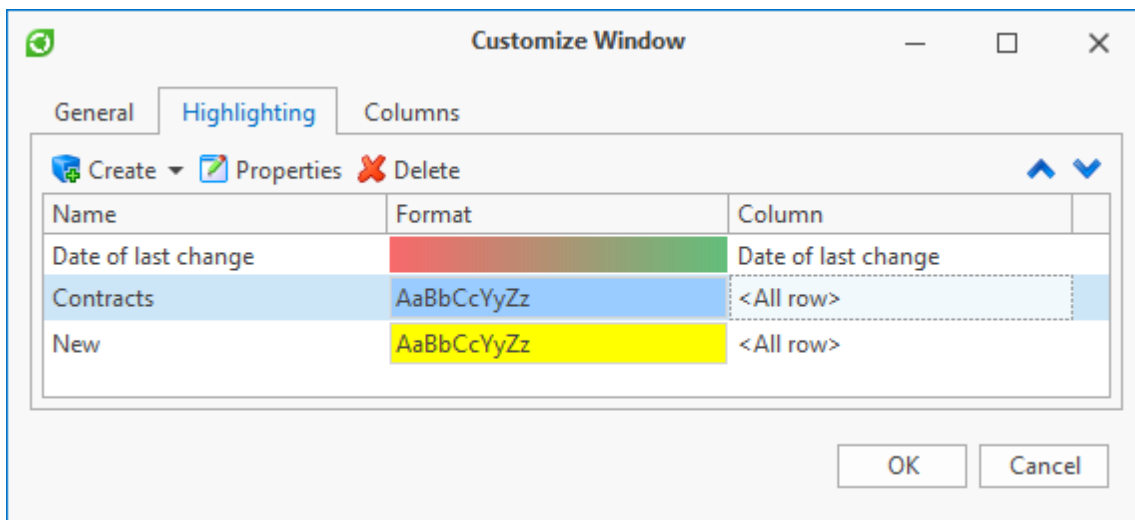 Customize Window
General Highlighting Columns
Create Properties Delete
Name Format Column
Date of last change Date of last change
Contracts AaBbCcYyZz <All row>
New AaBbCcYyZz <All row>
OK Cancel